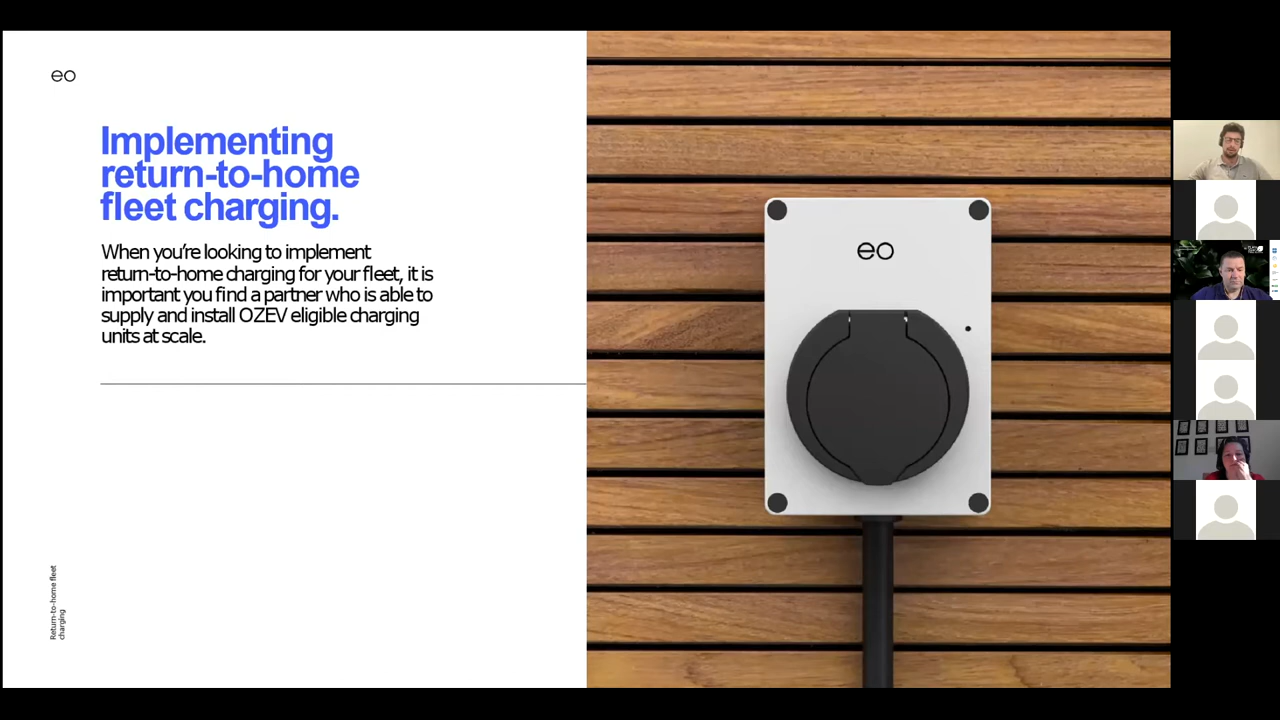 eo
Implementing
return-to-home
fleet charging.
When you're looking to implement
return-to-home charging for your fleet, it is
important you find a partner who is able to
supply and install OZEV eligible charging
units at scale.
Return-to-home fleet
charging
eo